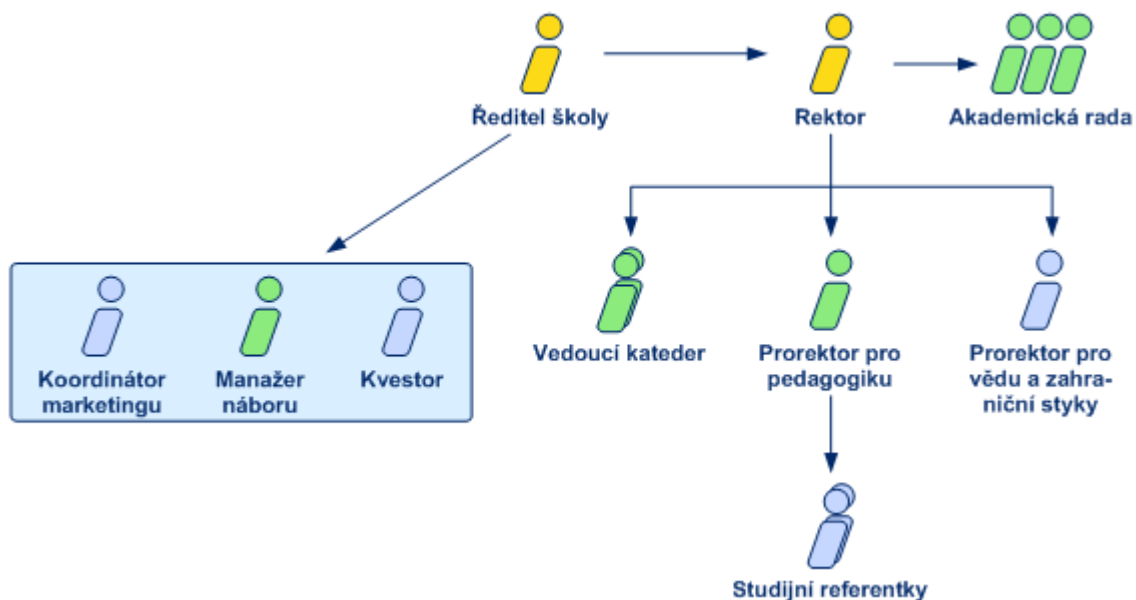 Ředitel školy
Rektor
Akademická rada
Koordinátor
marketingu
Manažer
náboru
Kvestor
Vedoucí kateder
Prorektor pro
pedagogiku
Prorektor pro
vědu a zahra-
niční styky
Studijní referentky